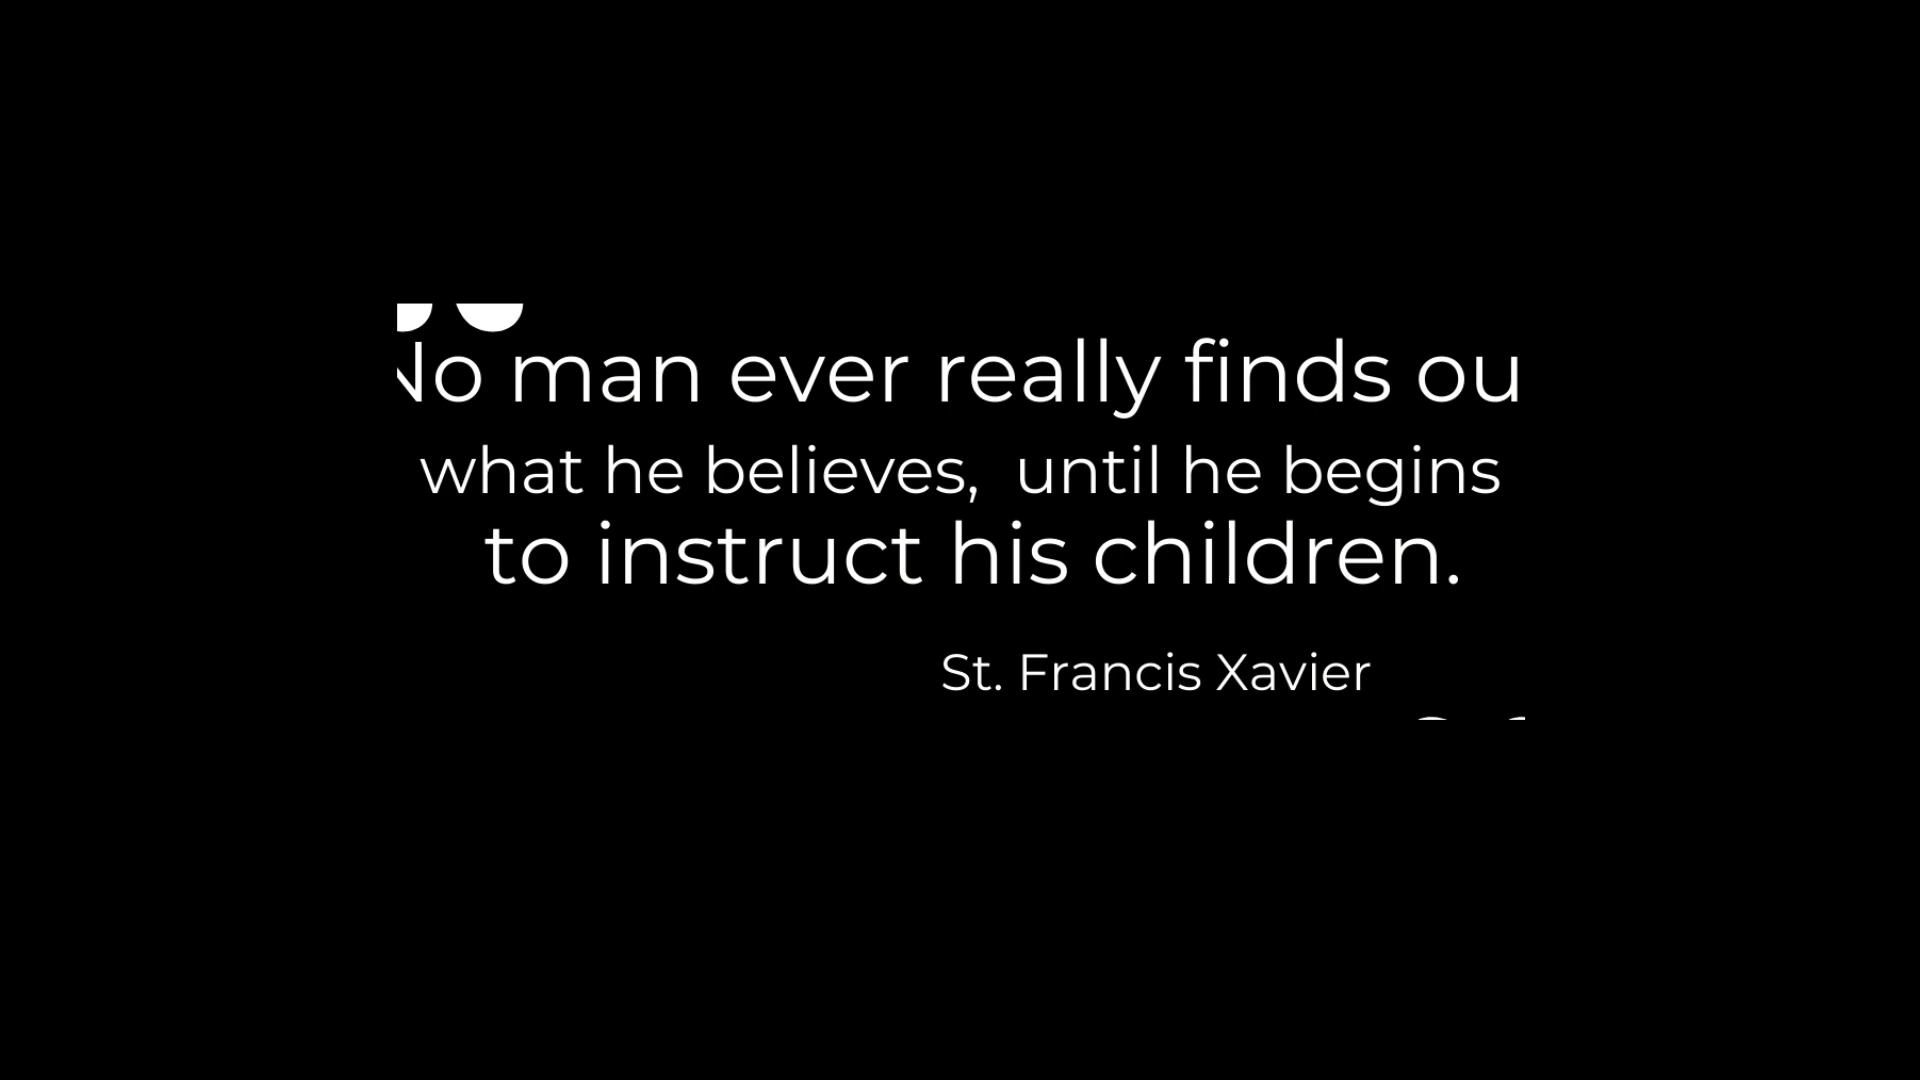 No man ever really finds ou
what he believes, until he begins
to instruct his children.
St. Francis Xavier